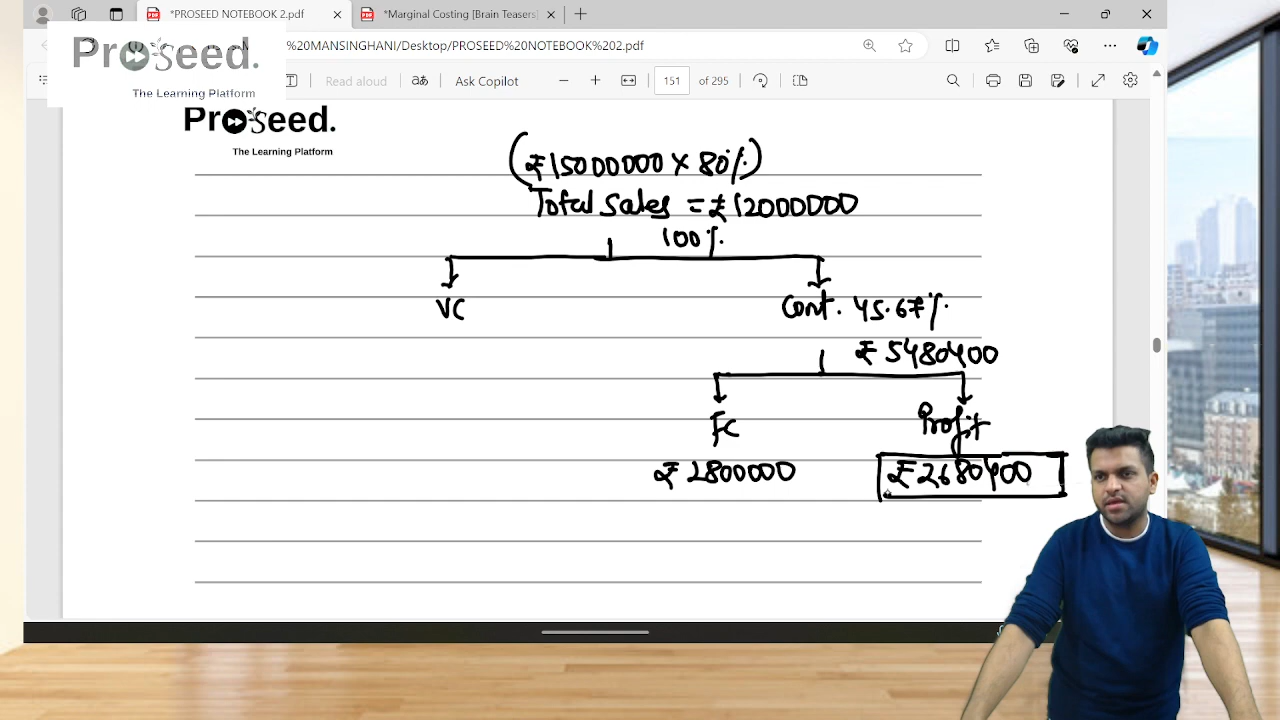 *PROSEED NOTEBOOK 2.pdf
*Marginal Costing [Brain Teasers]
%20MANSINGHANI/Desktop/PROSEED%20NOTEBOOK%202.pdf
Proseed.
The Learning Platform
Read aloud
aあ
Ask Copilot
151 of 295
Proseed.
The Learning Platform
(₹15000000 × 80%)
Total Sales = ₹12000000
100%
VC
Cont. 45.67%
₹5480400
FC
Profit
₹2800000
₹2680400